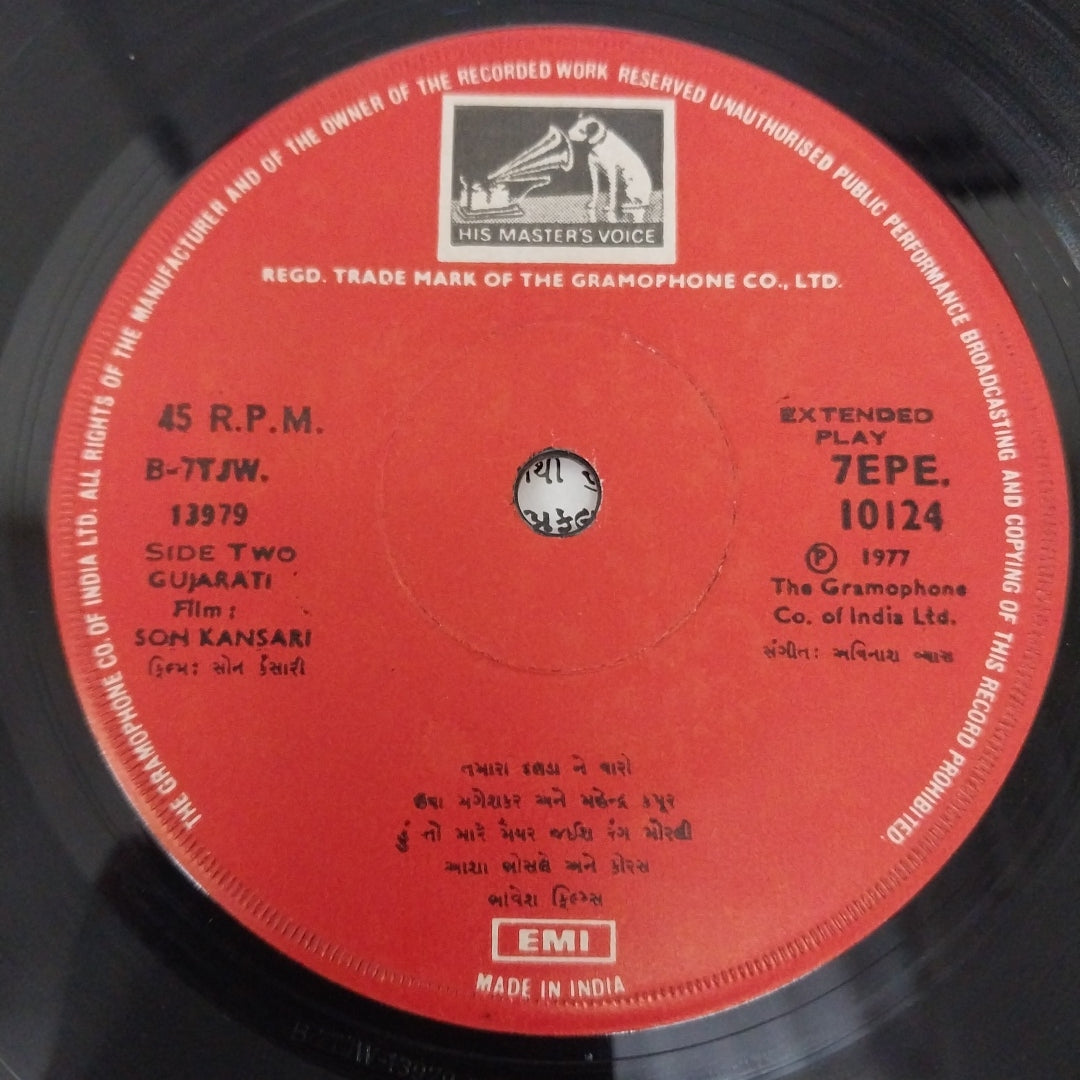 THE GRAMOPHONE CO. OF INDIA LTD. ALL RIGHTS OF THE MANUFACTURER AND OF THE OWNER OF THE RECORDED WORK RESERVED UNAUTHORISED PUBLIC PERFORMANCE BROADCASTING AND COPYING OF THIS RECORD PROHIBITED.
HIS MASTER'S VOICE
REGD. TRADE MARK OF THE GRAMOPHONE CO., LTD.
45 R.P.M.
B-7TJW.
13979
SIDE TWO
GUJARATI
Film:
SON KANSARI
ફિલ્મ: સોન કંસારી
EXTENDED
PLAY
7EPE.
10124
Ⓟ 1977
The Gramophone
Co. of India Ltd.
સંગીત: અવિનાશ વ્યાસ
તમારા દલડા ને વારો
ઉષા મંગેશકર અને મહેન્દ્ર કપૂર
હું તો મારે મૈયર જાઇશ રંગ મોરલી
આશા ભોસલે અને કોરસ
ભાવેશ ફિલ્મ્સ
EMI
MADE IN INDIA